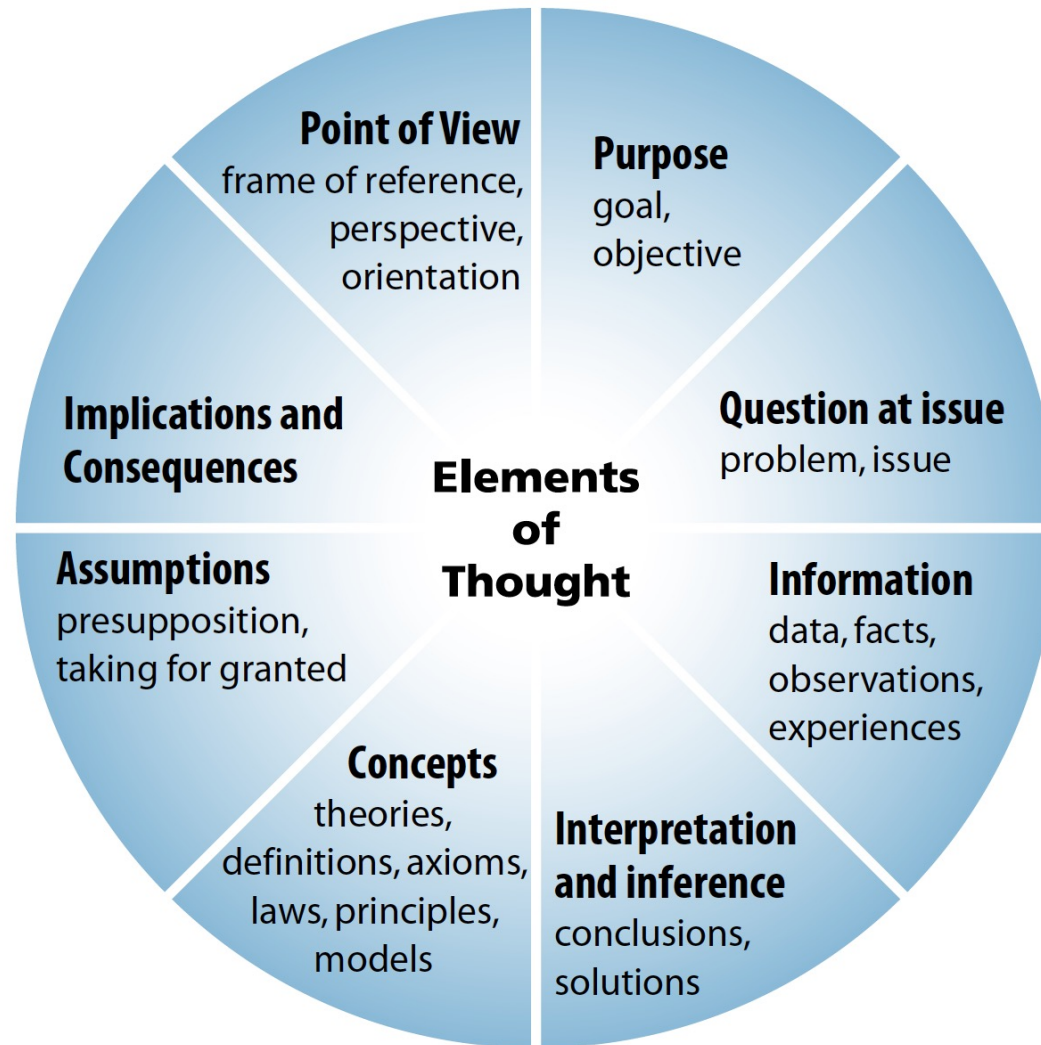 Point of View
frame of reference,
perspective,
orientation
Purpose
goal,
objective
Question at issue
problem, issue
Information
data, facts,
observations,
experiences
Interpretation
and inference
conclusions,
solutions
Concepts
theories,
definitions, axioms,
laws, principles,
models
Assumptions
presupposition,
taking for granted
Implications and
Consequences
Elements
of
Thought